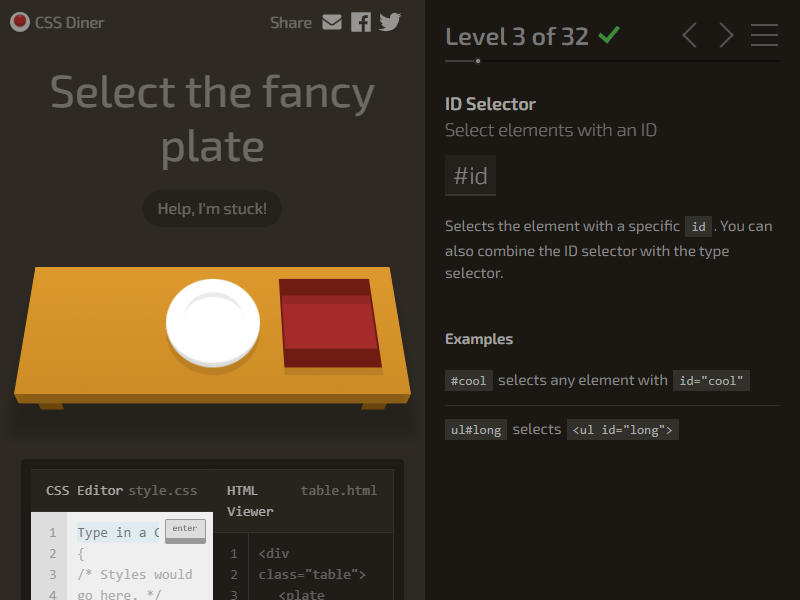 CSS Diner
Share
Select the fancy
plate
Help, I'm stuck!
CSS Editor style.css
HTML
Viewer
table.html
1
2
3
4
Type in a C
enter
{
/* Styles would
go here. */
1
2
3
<div
class="table">
<plate
Level 3 of 32
ID Selector
Select elements with an ID
#id
Selects the element with a specific id . You can
also combine the ID selector with the type
selector.
Examples
#cool selects any element with id="cool"
ul#long selects <ul id="long">